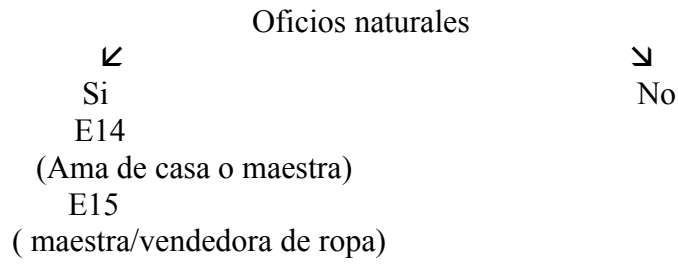 Oficios naturales
↙ ↘
Si No
E14
(Ama de casa o maestra)
E15
( maestra/vendedora de ropa)